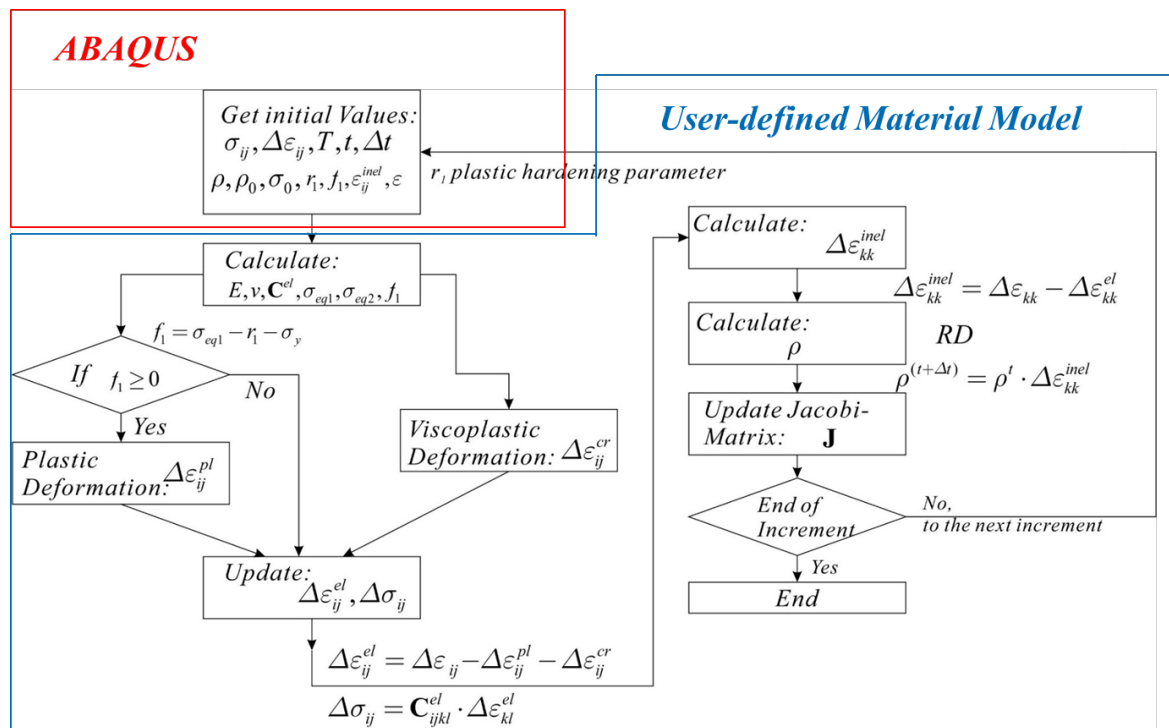 ABAQUS
User-defined Material Model
Get initial Values:
σ_ij, Δε_ij, T, t, Δt
ρ, ρ_0, σ_0, r_1, f_1, ε_ij^inel, ε
r_1 plastic hardening parameter
Calculate:
E, ν, C^el, σ_eq1, σ_eq2, f_1
f_1 = σ_eq1 − r_1 − σ_y
If f_1 ≥ 0
No
Yes
Plastic
Deformation: Δε_ij^pl
Viscoplastic
Deformation: Δε_ij^cr
Update:
Δε_ij^el, Δσ_ij
Δε_ij^el = Δε_ij − Δε_ij^pl − Δε_ij^cr
Δσ_ij = C_ijkl^el · Δε_kl^el
Calculate:
Δε_kk^inel
Δε_kk^inel = Δε_kk − Δε_kk^el
Calculate:
ρ
RD
ρ^(t+Δt) = ρ^t · Δε_kk^inel
Update Jacobi-
Matrix: J
End of
Increment
No,
to the next increment
Yes
End